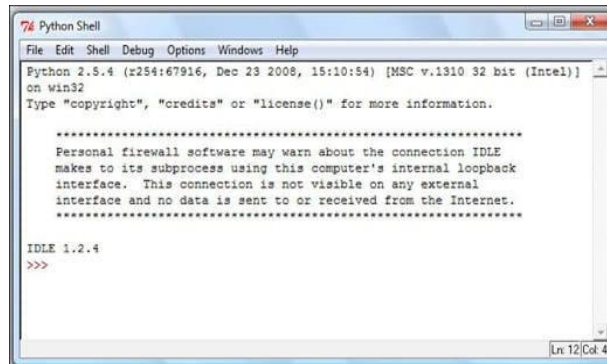 Python Shell
File Edit Shell Debug Options Windows Help
Python 2.5.4 (r254:67916, Dec 23 2008, 15:10:54) [MSC v.1310 32 bit (Intel)]
on win32
Type "copyright", "credits" or "license()" for more information.
****************************************************************
Personal firewall software may warn about the connection IDLE
makes to its subprocess using this computer's internal loopback
interface. This connection is not visible on any external
interface and no data is sent to or received from the Internet.
****************************************************************
IDLE 1.2.4
>>>
Ln: 12 Col: 4